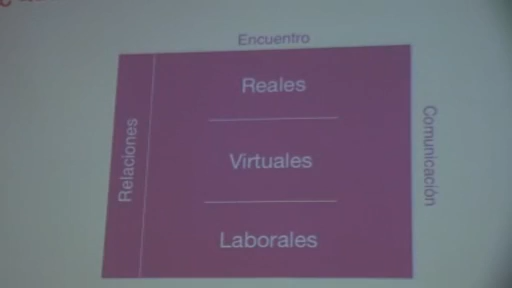 Encuentro
Reales
Relaciones
Virtuales
Comunicación
Laborales